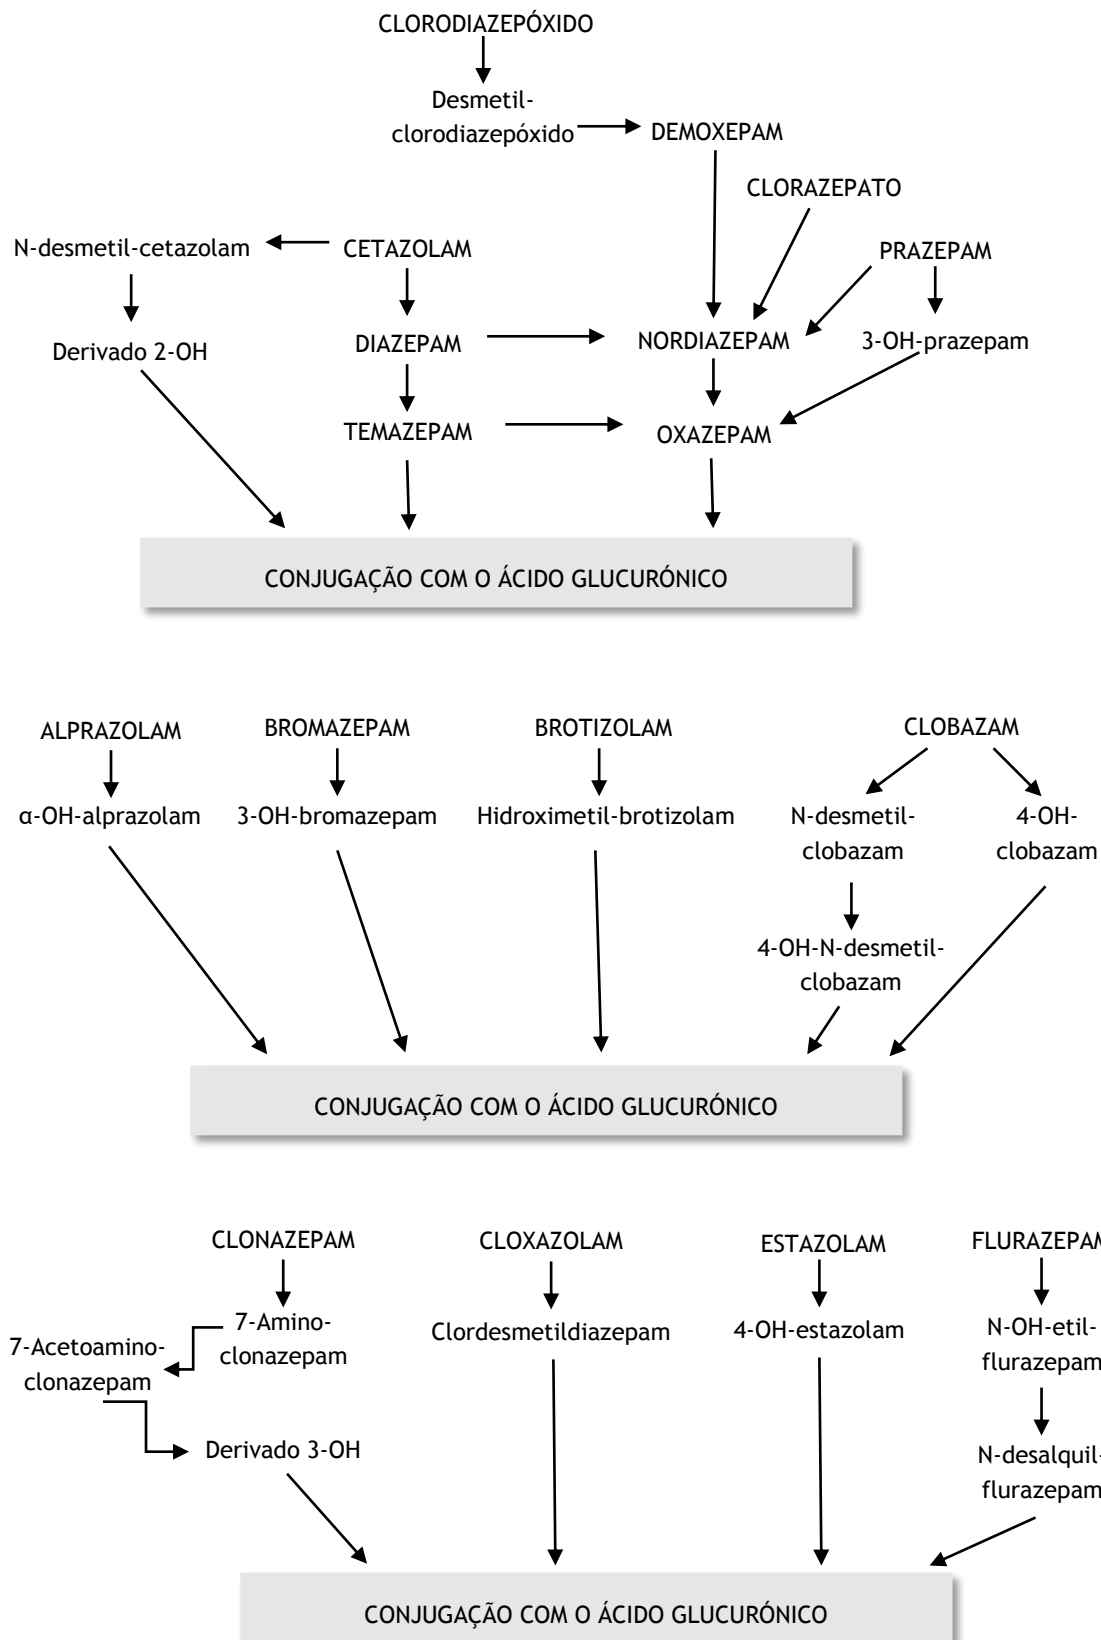 CLORODIAZEPÓXIDO
Desmetil-
clorodiazepóxido
DEMOXEPAM
CLORAZEPATO
N-desmetil-cetazolam
CETAZOLAM
PRAZEPAM
Derivado 2-OH
DIAZEPAM
NORDIAZEPAM
3-OH-prazepam
TEMAZEPAM
OXAZEPAM
CONJUGAÇÃO COM O ÁCIDO GLUCURÓNICO
ALPRAZOLAM
BROMAZEPAM
BROTIZOLAM
CLOBAZAM
α-OH-alprazolam
3-OH-bromazepam
Hidroximetil-brotizolam
N-desmetil-
clobazam
4-OH-
clobazam
4-OH-N-desmetil-
clobazam
CONJUGAÇÃO COM O ÁCIDO GLUCURÓNICO
CLONAZEPAM
CLOXAZOLAM
ESTAZOLAM
FLURAZEPAM
7-Amino-
clonazepam
7-Acetoamino-
clonazepam
Clordesmetildiazepam
4-OH-estazolam
N-OH-etil-
flurazepam
Derivado 3-OH
N-desalquil-
flurazepam
CONJUGAÇÃO COM O ÁCIDO GLUCURÓNICO